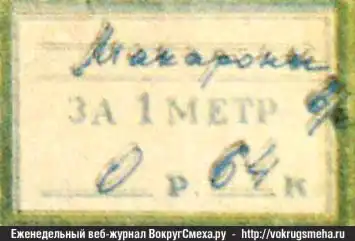 Макароны
в/с
ЗА 1 МЕТР
0 р. 64 к
Еженедельный веб-журнал ВокругСмеха.ру - http://vokrugsmeha.ru